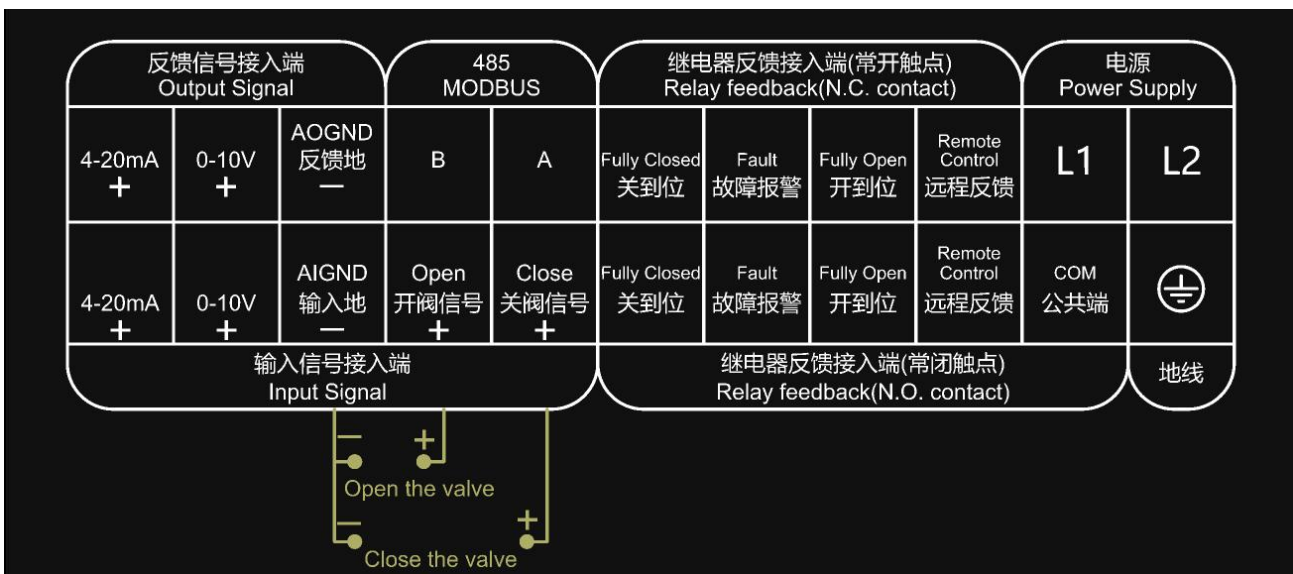 反馈信号接入端
Output Signal
485
MODBUS
继电器反馈接入端(常开触点)
Relay feedback(N.C. contact)
电源
Power Supply
4-20mA
+
0-10V
+
AOGND
反馈地
—
B
A
Fully Closed
关到位
Fault
故障报警
Fully Open
开到位
Remote
Control
远程反馈
L1
L2
4-20mA
+
0-10V
+
AIGND
输入地
—
Open
开阀信号
+
Close
关阀信号
+
Fully Closed
关到位
Fault
故障报警
Fully Open
开到位
Remote
Control
远程反馈
COM
公共端
输入信号接入端
Input Signal
继电器反馈接入端(常闭触点)
Relay feedback(N.O. contact)
地线
— +
Open the valve
— +
Close the valve